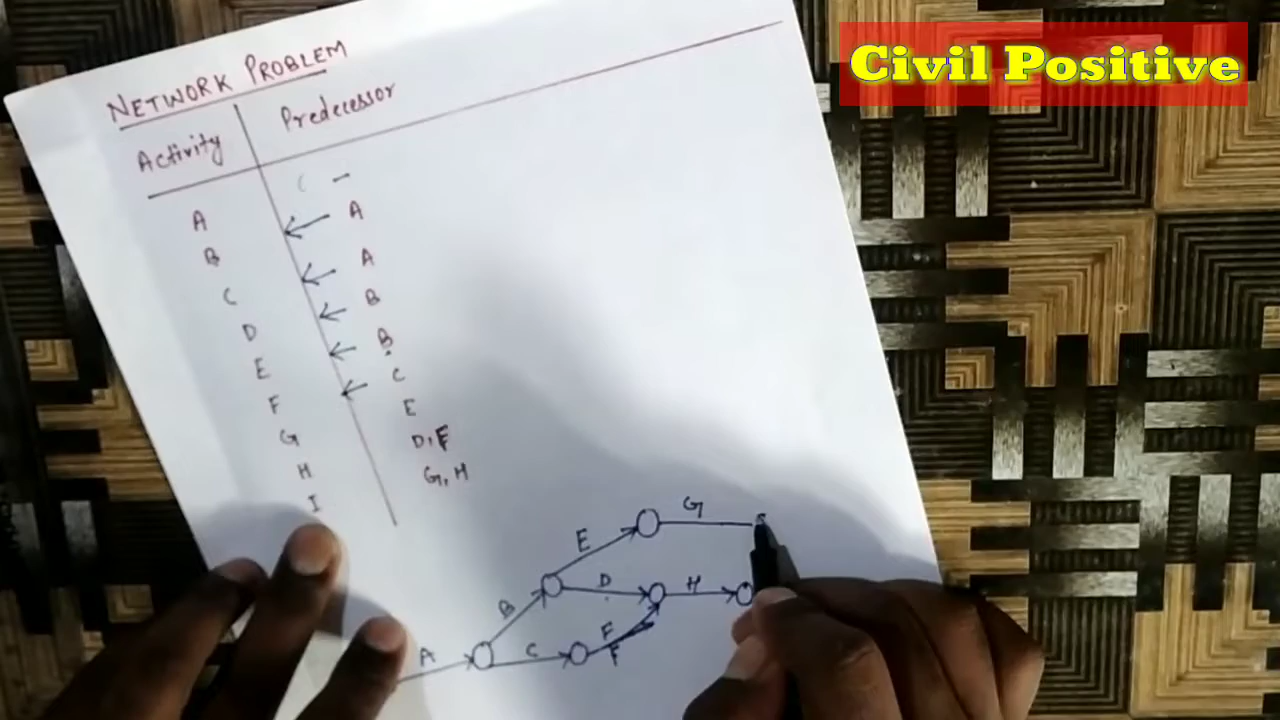 Civil Positive
NETWORK PROBLEM
Activity Predecessor
A -
B A
C A
D B
E B
F C
G E
H D, F
I G, H
E G
B D H
A C F
F